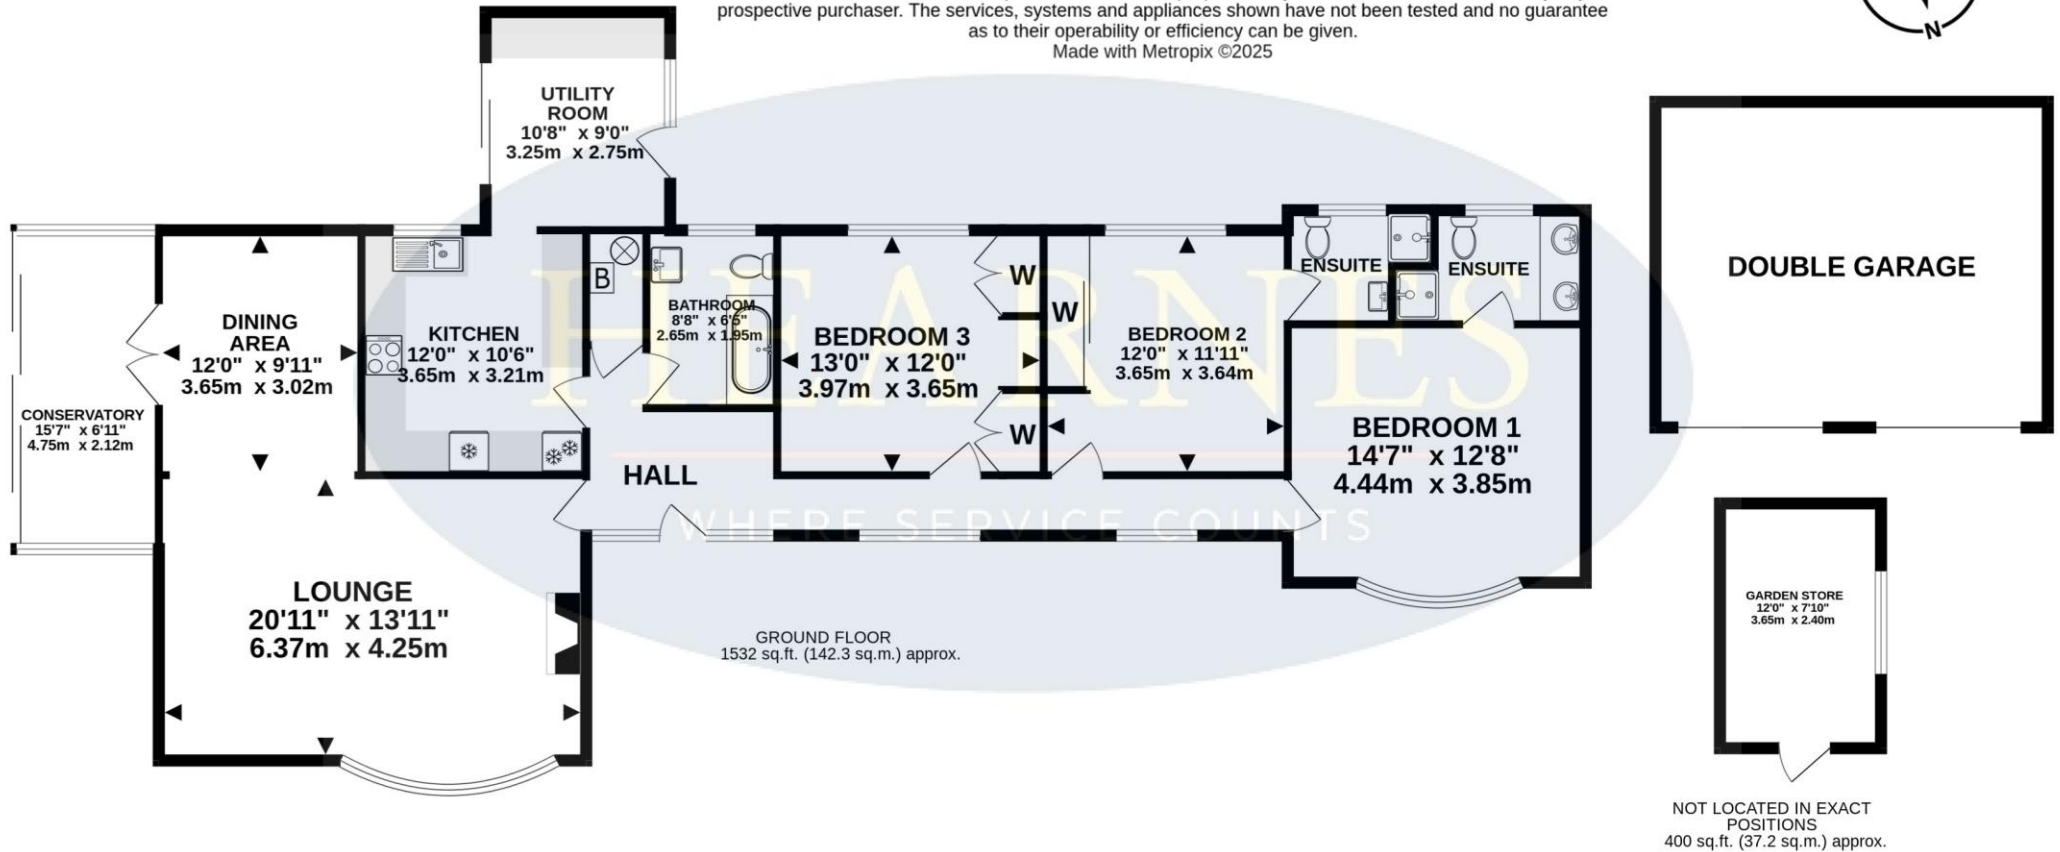 prospective purchaser. The services, systems and appliances shown have not been tested and no guarantee
as to their operability or efficiency can be given.
Made with Metropix ©2025
N
UTILITY
ROOM
10'8" x 9'0"
3.25m x 2.75m
DOUBLE GARAGE
ENSUITE
ENSUITE
B
W
W
W
BATHROOM
8'8" x 6'5"
2.65m x 1.95m
DINING
AREA
12'0" x 9'11"
3.65m x 3.02m
KITCHEN
12'0" x 10'6"
3.65m x 3.21m
BEDROOM 3
13'0" x 12'0"
3.97m x 3.65m
BEDROOM 2
12'0" x 11'11"
3.65m x 3.64m
HEARNES
CONSERVATORY
15'7" x 6'11"
4.75m x 2.12m
BEDROOM 1
14'7" x 12'8"
4.44m x 3.85m
HALL
WHERE SERVICE COUNTS
LOUNGE
20'11" x 13'11"
6.37m x 4.25m
GARDEN STORE
12'0" x 7'10"
3.65m x 2.40m
GROUND FLOOR
1532 sq.ft. (142.3 sq.m.) approx.
NOT LOCATED IN EXACT
POSITIONS
400 sq.ft. (37.2 sq.m.) approx.